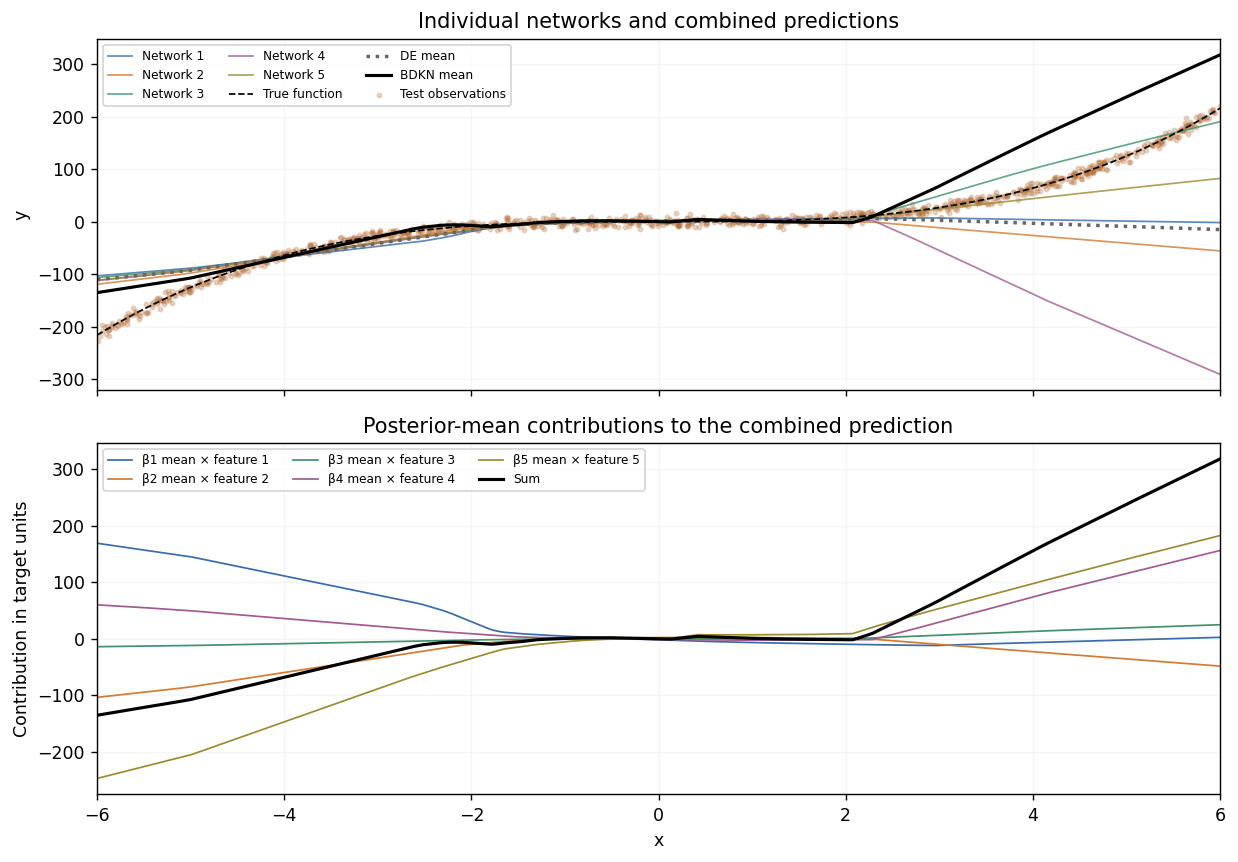 Individual networks and combined predictions
Network 1
Network 2
Network 3
Network 4
Network 5
True function
DE mean
BDKN mean
Test observations
y
300
200
100
0
−100
−200
−300
Posterior-mean contributions to the combined prediction
β1 mean × feature 1
β2 mean × feature 2
β3 mean × feature 3
β4 mean × feature 4
β5 mean × feature 5
Sum
Contribution in target units
300
200
100
0
−100
−200
−6
−4
−2
0
2
4
6
x